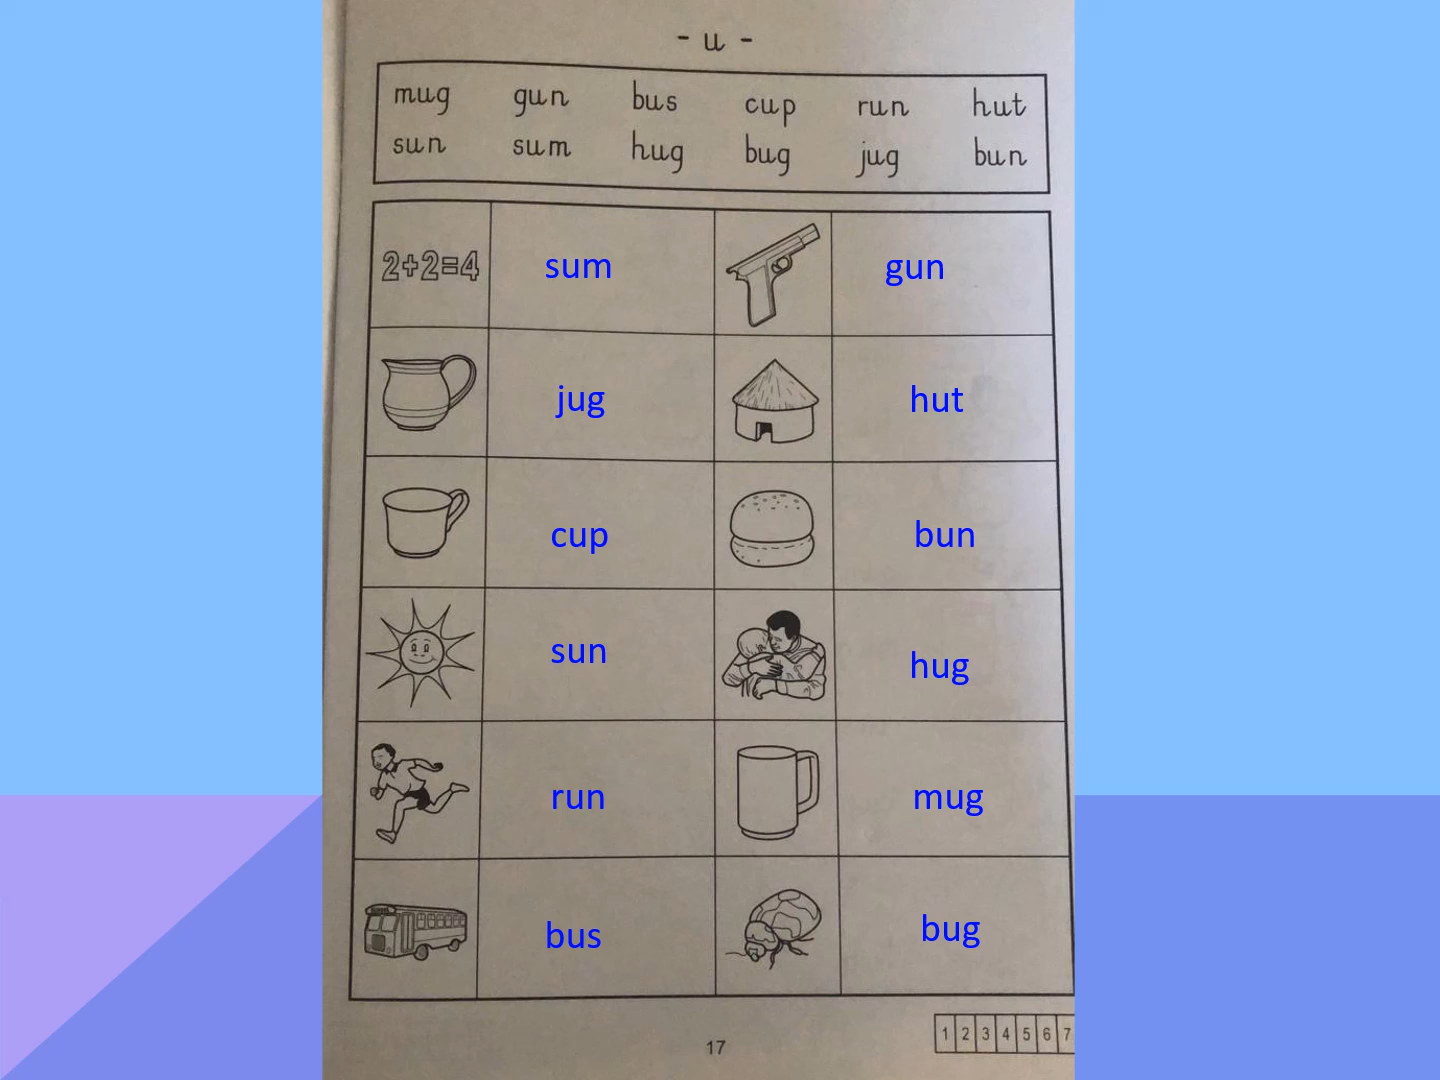 - u -
mug gun bus cup run hut
sun sum hug bug jug bun
2+2=4 sum gun
jug hut
cup bun
sun hug
run mug
bus bug
17
1 2 3 4 5 6 7